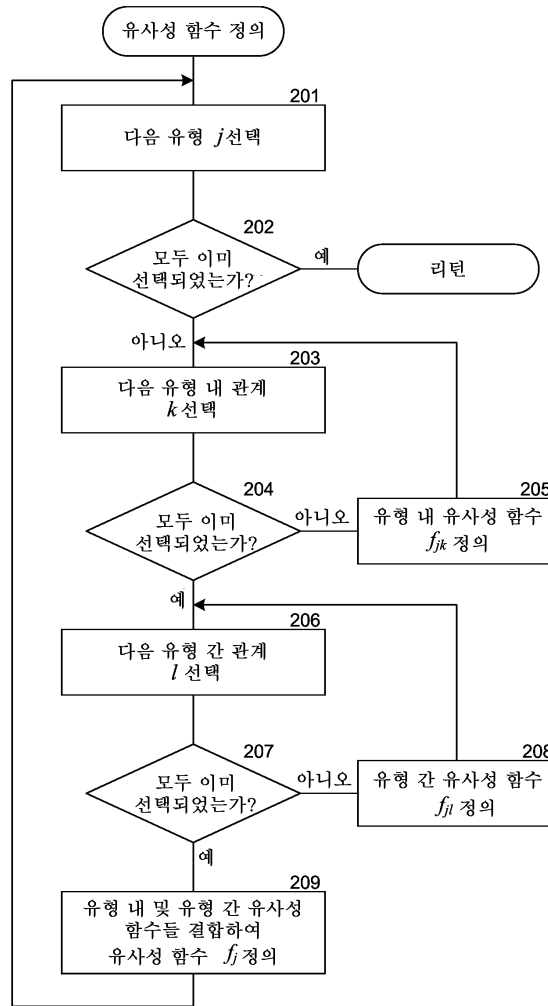 유사성 함수 정의
201
다음 유형 j 선택
202
모두 이미
선택되었는가?
예
리턴
아니오
203
다음 유형 내 관계
k 선택
204
모두 이미
선택되었는가?
아니오
205
유형 내 유사성 함수
fjk 정의
예
206
다음 유형 간 관계
l 선택
207
모두 이미
선택되었는가?
아니오
208
유형 간 유사성 함수
fjl 정의
예
209
유형 내 및 유형 간 유사성
함수들 결합하여
유사성 함수 fj 정의